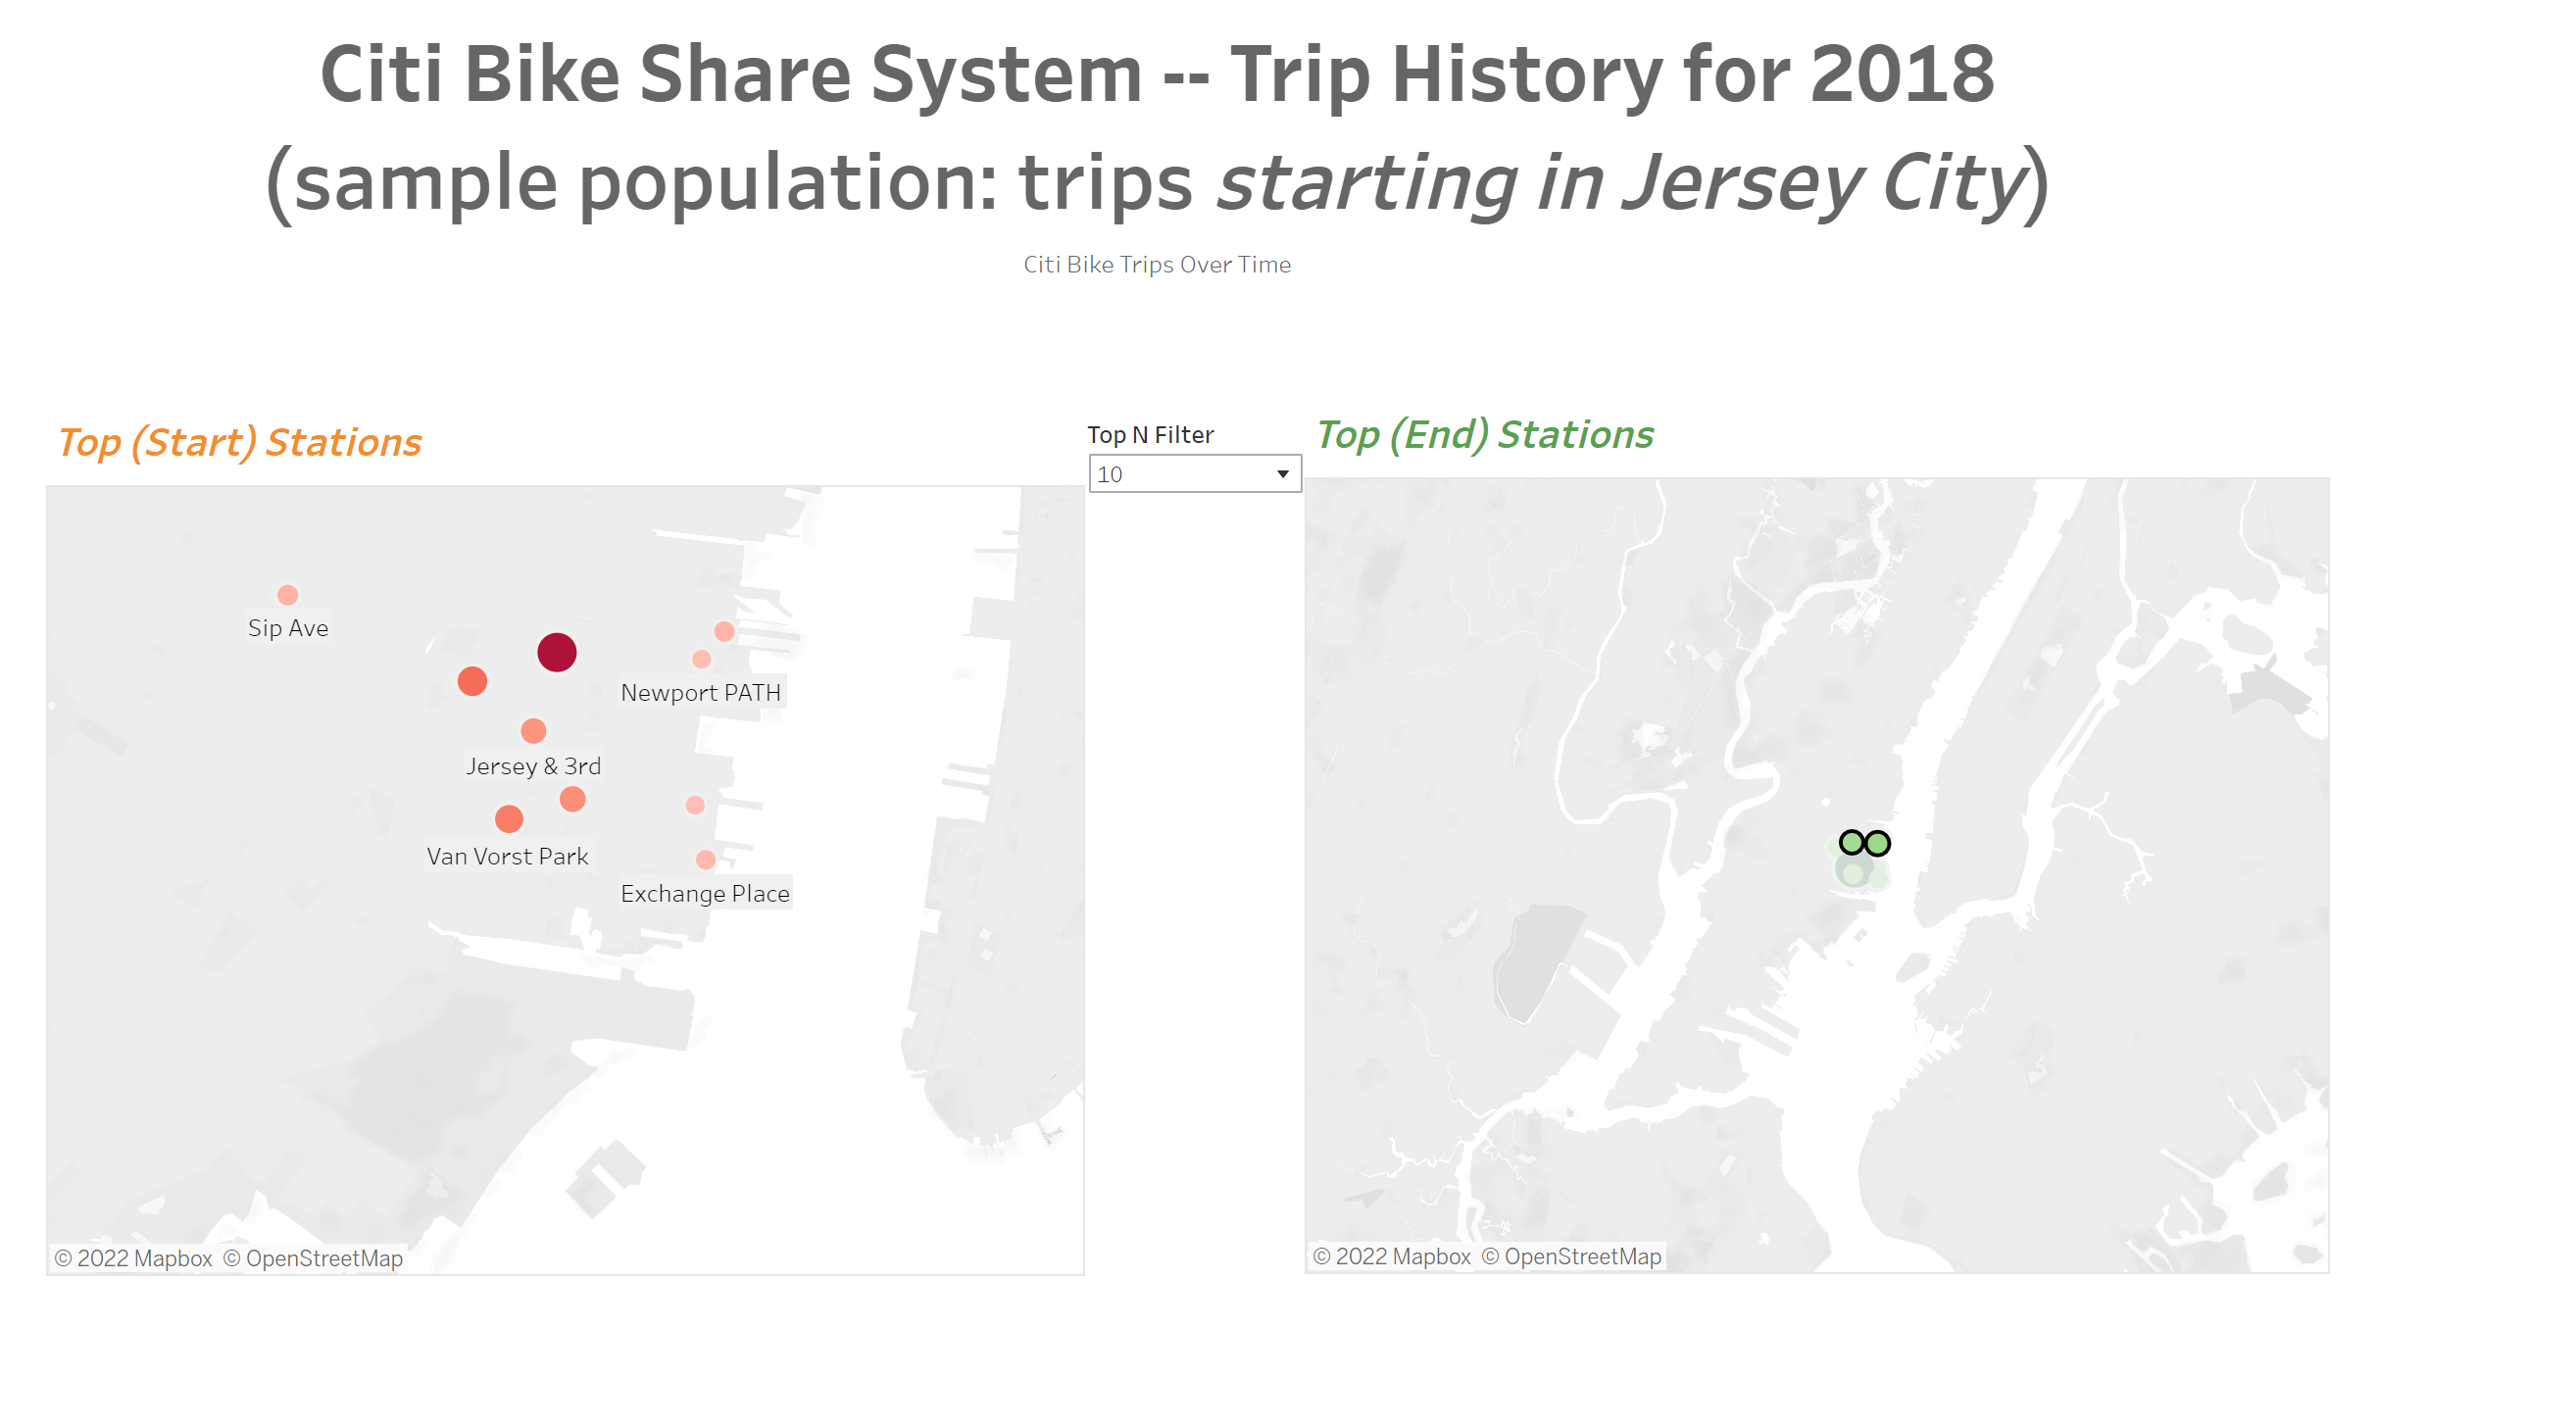 Citi Bike Share System -- Trip History for 2018
(sample population: trips starting in Jersey City)
Citi Bike Trips Over Time
Top (Start) Stations
Top N Filter
10
Top (End) Stations
Sip Ave
Newport PATH
Jersey & 3rd
Van Vorst Park
Exchange Place
© 2022 Mapbox © OpenStreetMap
© 2022 Mapbox © OpenStreetMap